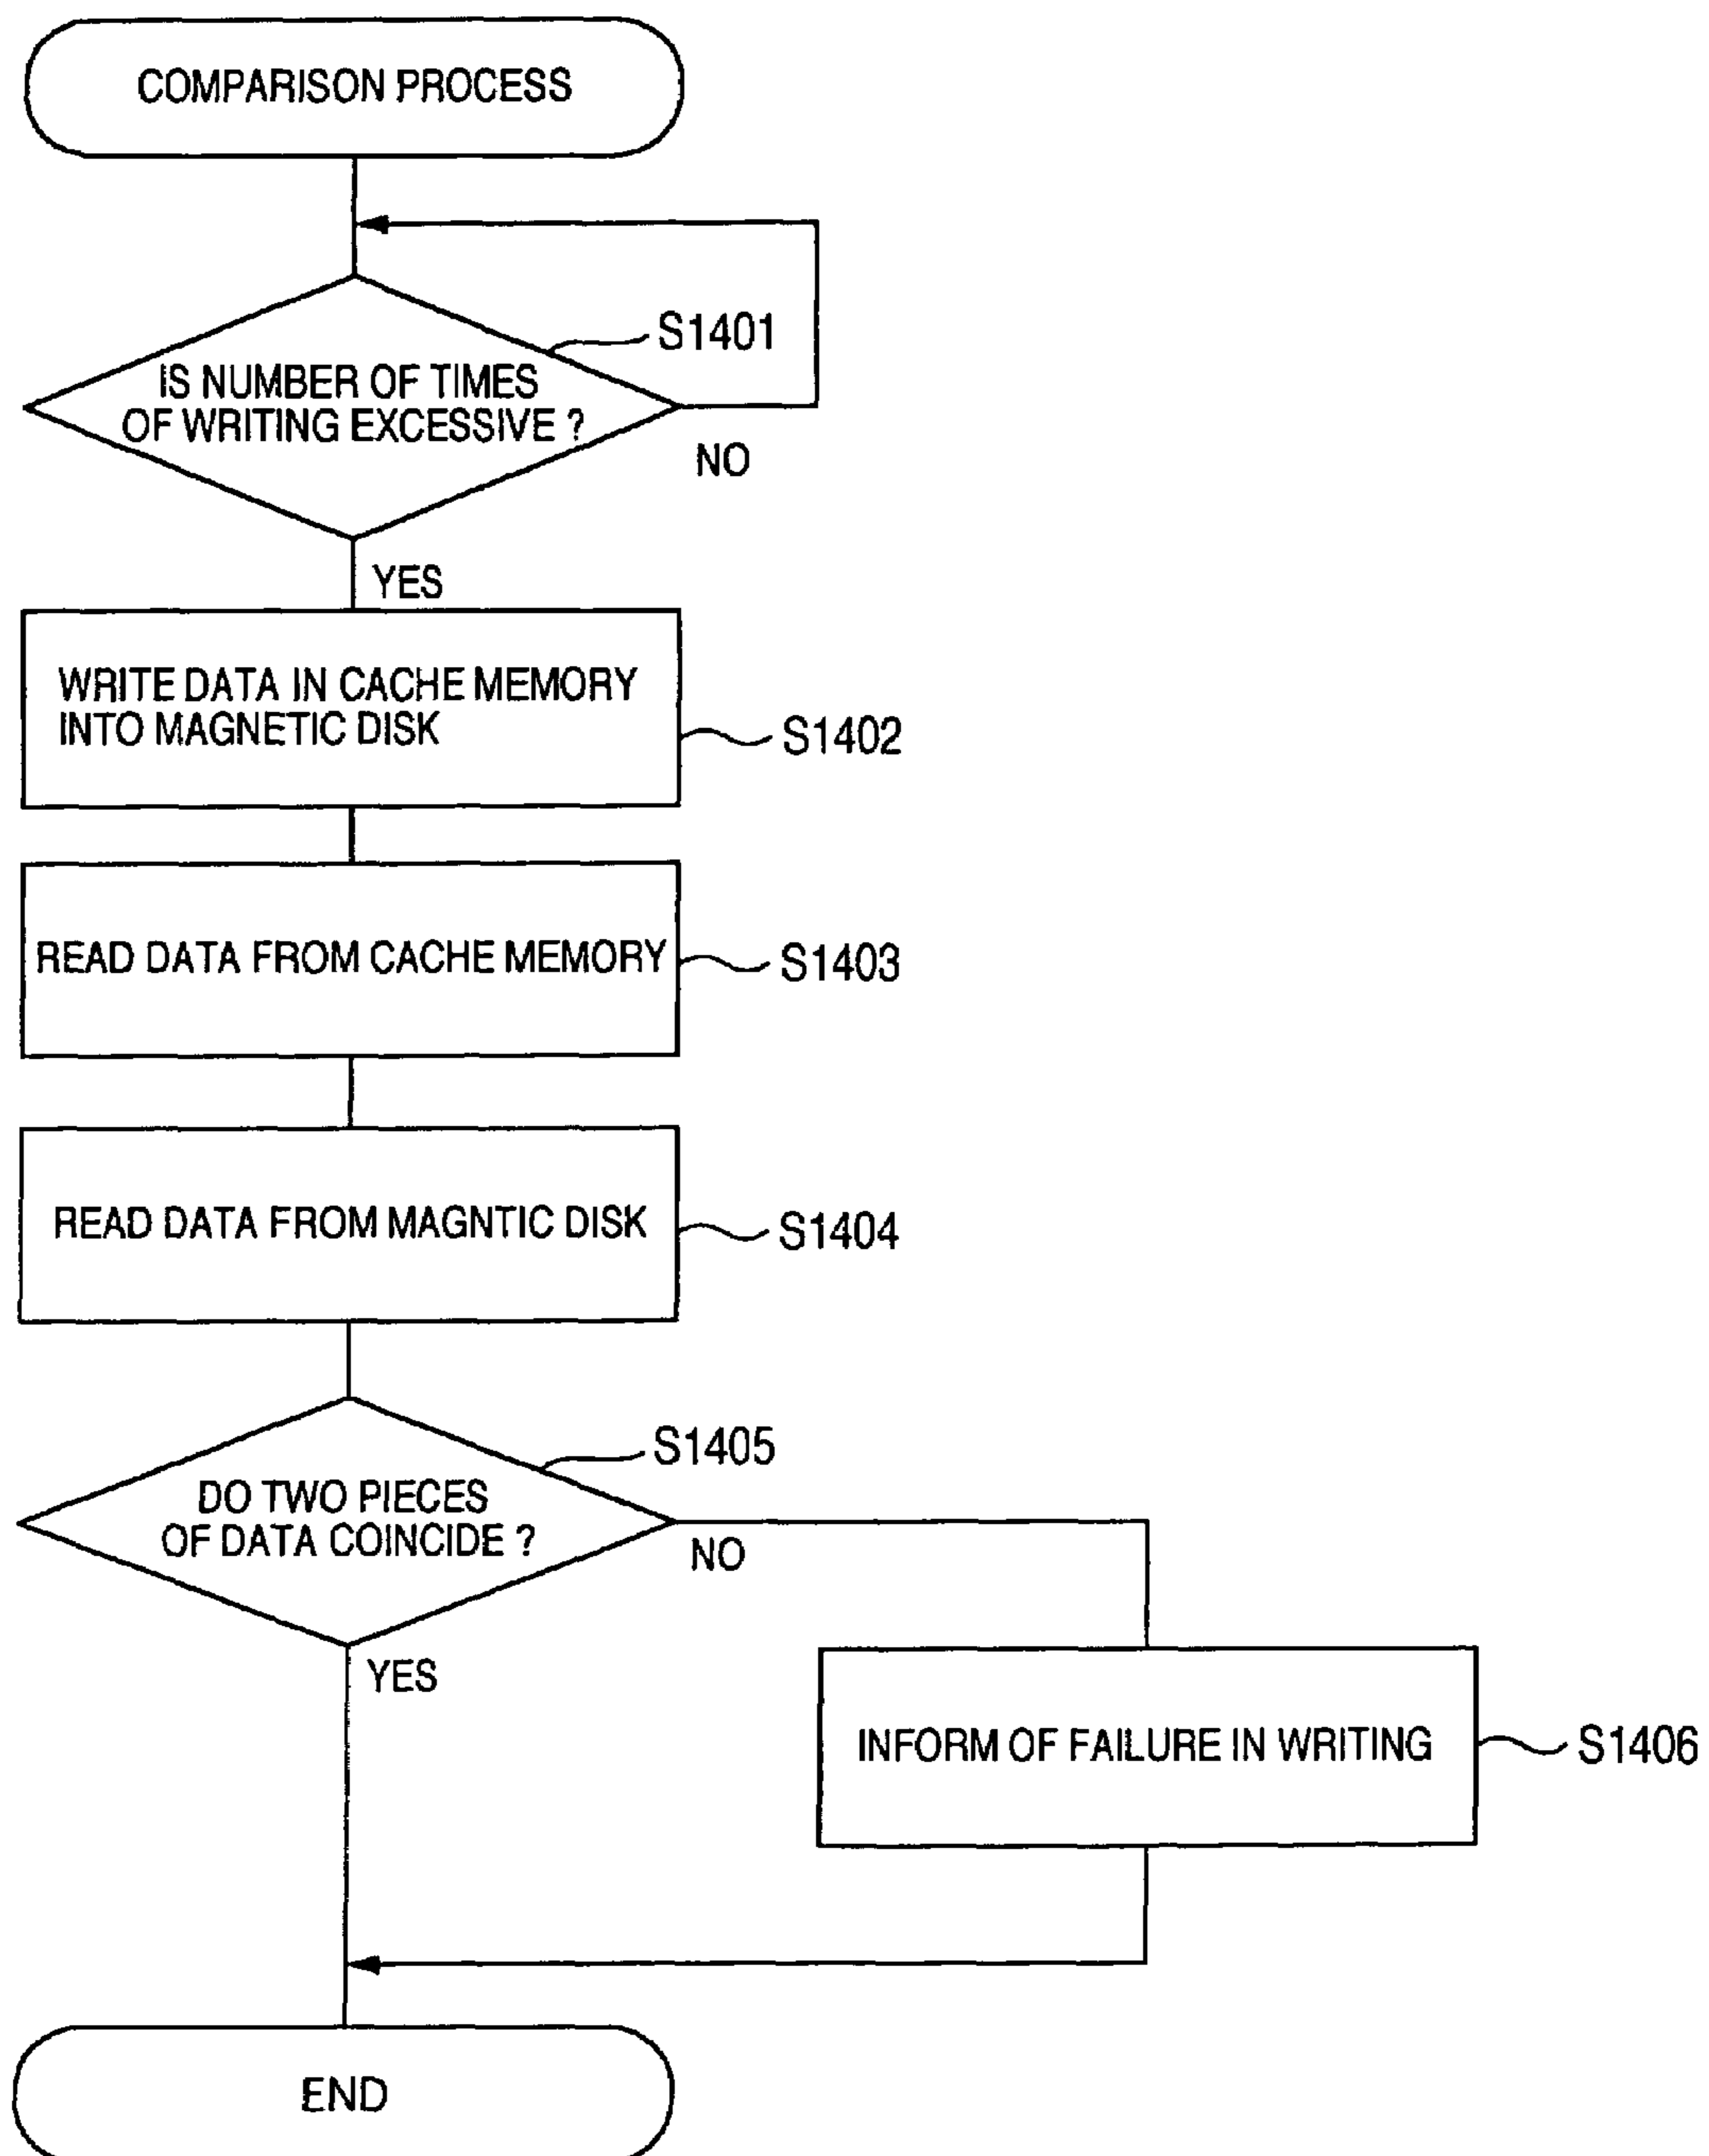 COMPARISON PROCESS
S1401
IS NUMBER OF TIMES
OF WRITING EXCESSIVE ?
NO
YES
WRITE DATA IN CACHE MEMORY
INTO MAGNETIC DISK
S1402
READ DATA FROM CACHE MEMORY
S1403
READ DATA FROM MAGNTIC DISK
S1404
S1405
DO TWO PIECES
OF DATA COINCIDE ?
NO
YES
INFORM OF FAILURE IN WRITING
S1406
END